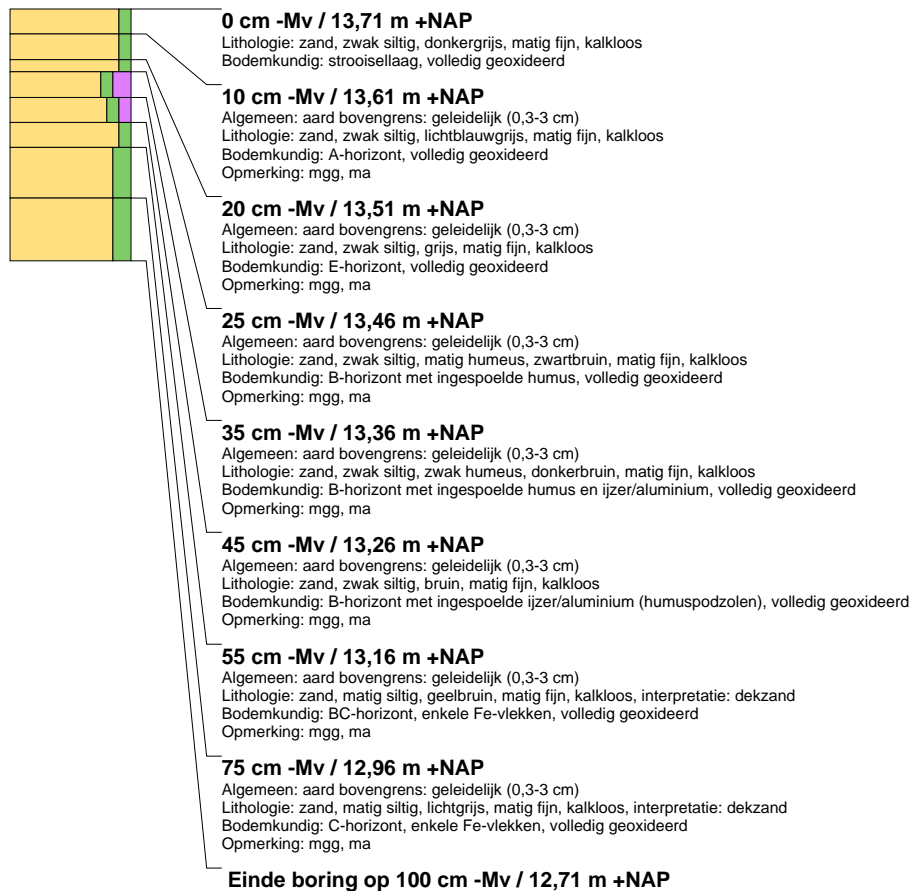 0 cm -Mv / 13,71 m +NAP
Lithologie: zand, zwak siltig, donkergrijs, matig fijn, kalkloos
Bodemkundig: strooisellaag, volledig geoxideerd
10 cm -Mv / 13,61 m +NAP
Algemeen: aard bovengrens: geleidelijk (0,3-3 cm)
Lithologie: zand, zwak siltig, lichtblauwgrijs, matig fijn, kalkloos
Bodemkundig: A-horizont, volledig geoxideerd
Opmerking: mgg, ma
20 cm -Mv / 13,51 m +NAP
Algemeen: aard bovengrens: geleidelijk (0,3-3 cm)
Lithologie: zand, zwak siltig, grijs, matig fijn, kalkloos
Bodemkundig: E-horizont, volledig geoxideerd
Opmerking: mgg, ma
25 cm -Mv / 13,46 m +NAP
Algemeen: aard bovengrens: geleidelijk (0,3-3 cm)
Lithologie: zand, zwak siltig, matig humeus, zwartbruin, matig fijn, kalkloos
Bodemkundig: B-horizont met ingespoelde humus, volledig geoxideerd
Opmerking: mgg, ma
35 cm -Mv / 13,36 m +NAP
Algemeen: aard bovengrens: geleidelijk (0,3-3 cm)
Lithologie: zand, zwak siltig, zwak humeus, donkerbruin, matig fijn, kalkloos
Bodemkundig: B-horizont met ingespoelde humus en ijzer/aluminium, volledig geoxideerd
Opmerking: mgg, ma
45 cm -Mv / 13,26 m +NAP
Algemeen: aard bovengrens: geleidelijk (0,3-3 cm)
Lithologie: zand, zwak siltig, bruin, matig fijn, kalkloos
Bodemkundig: B-horizont met ingespoelde ijzer/aluminium (humuspodzolen), volledig geoxideerd
Opmerking: mgg, ma
55 cm -Mv / 13,16 m +NAP
Algemeen: aard bovengrens: geleidelijk (0,3-3 cm)
Lithologie: zand, matig siltig, geelbruin, matig fijn, kalkloos, interpretatie: dekzand
Bodemkundig: BC-horizont, enkele Fe-vlekken, volledig geoxideerd
Opmerking: mgg, ma
75 cm -Mv / 12,96 m +NAP
Algemeen: aard bovengrens: geleidelijk (0,3-3 cm)
Lithologie: zand, matig siltig, lichtgrijs, matig fijn, kalkloos, interpretatie: dekzand
Bodemkundig: C-horizont, enkele Fe-vlekken, volledig geoxideerd
Opmerking: mgg, ma
Einde boring op 100 cm -Mv / 12,71 m +NAP